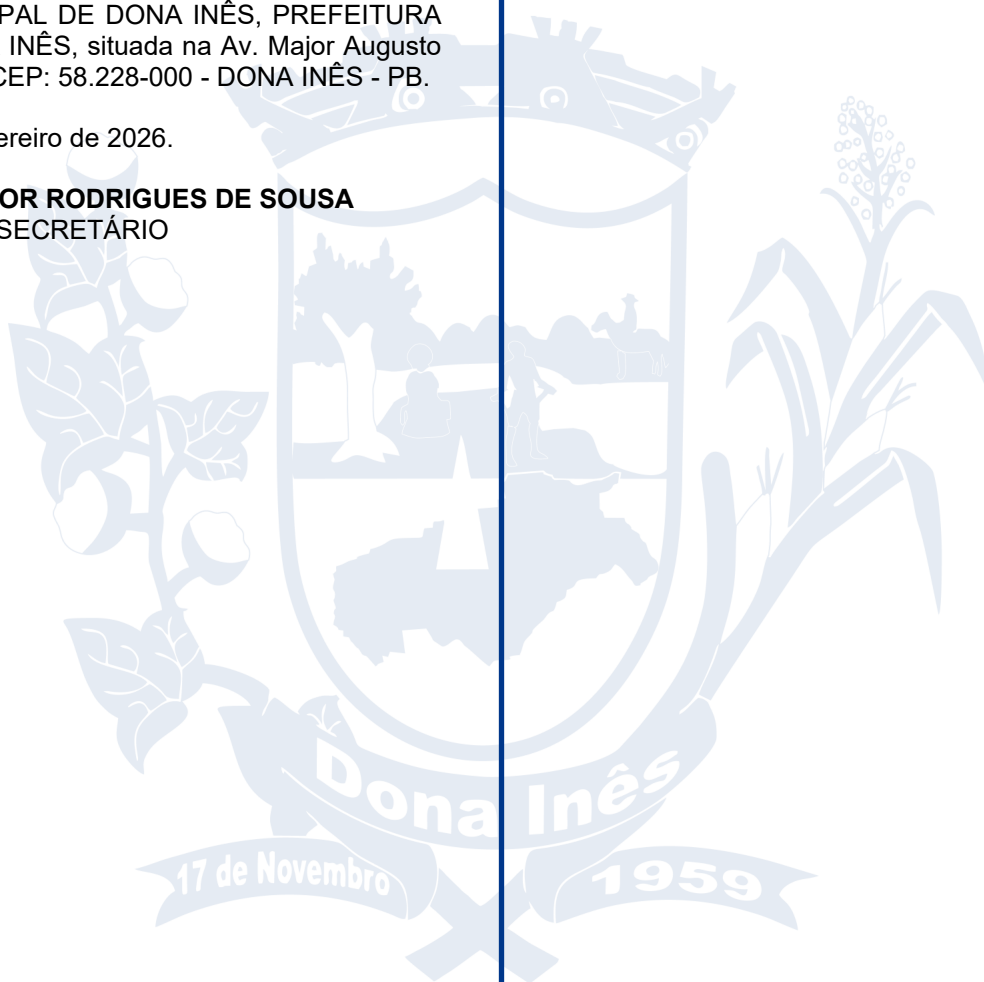 PAL DE DONA INÊS, PREFEITURA
INÊS, situada na Av. Major Augusto
CEP: 58.228-000 - DONA INÊS - PB.
ereiro de 2026.
OR RODRIGUES DE SOUSA
SECRETÁRIO
Dona Inês
17 de Novembro
1959